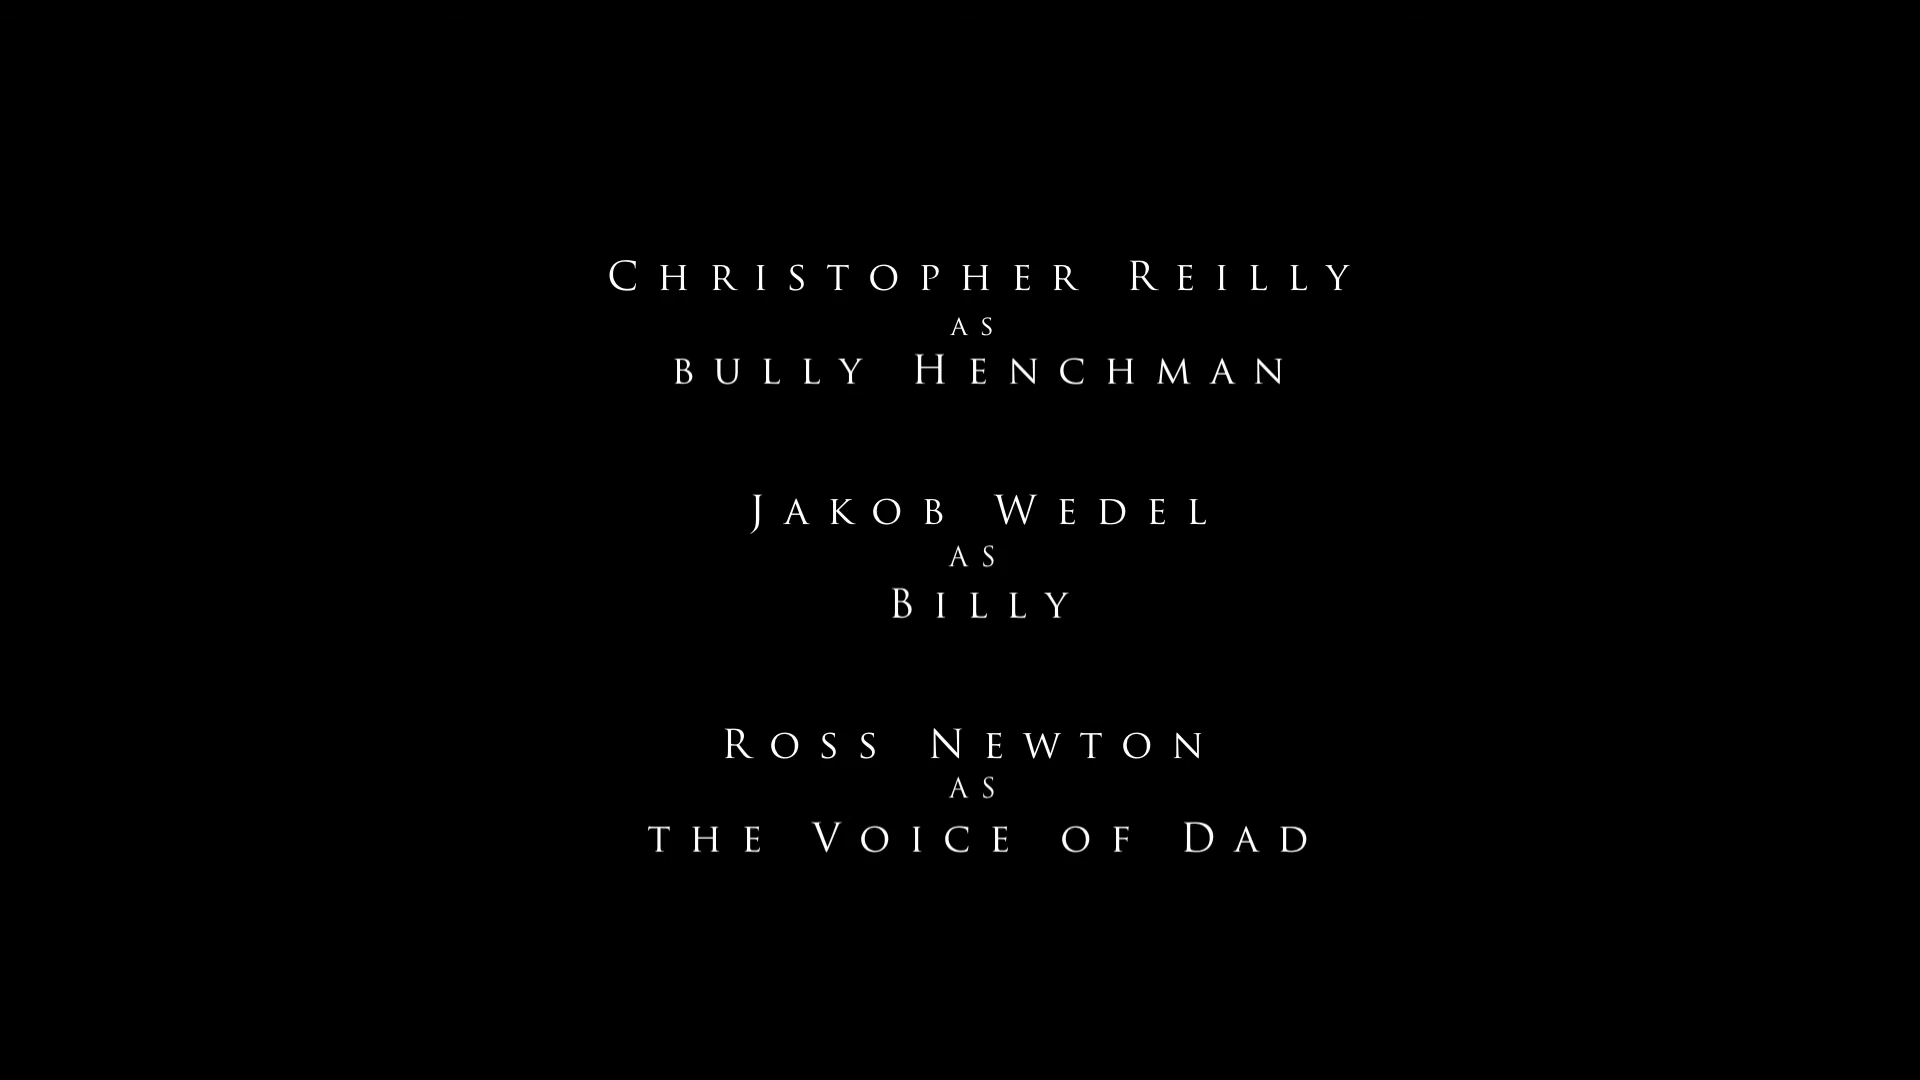 Christopher Reilly
as
bully Henchman
Jakob Wedel
as
Billy
Ross Newton
as
the Voice of Dad